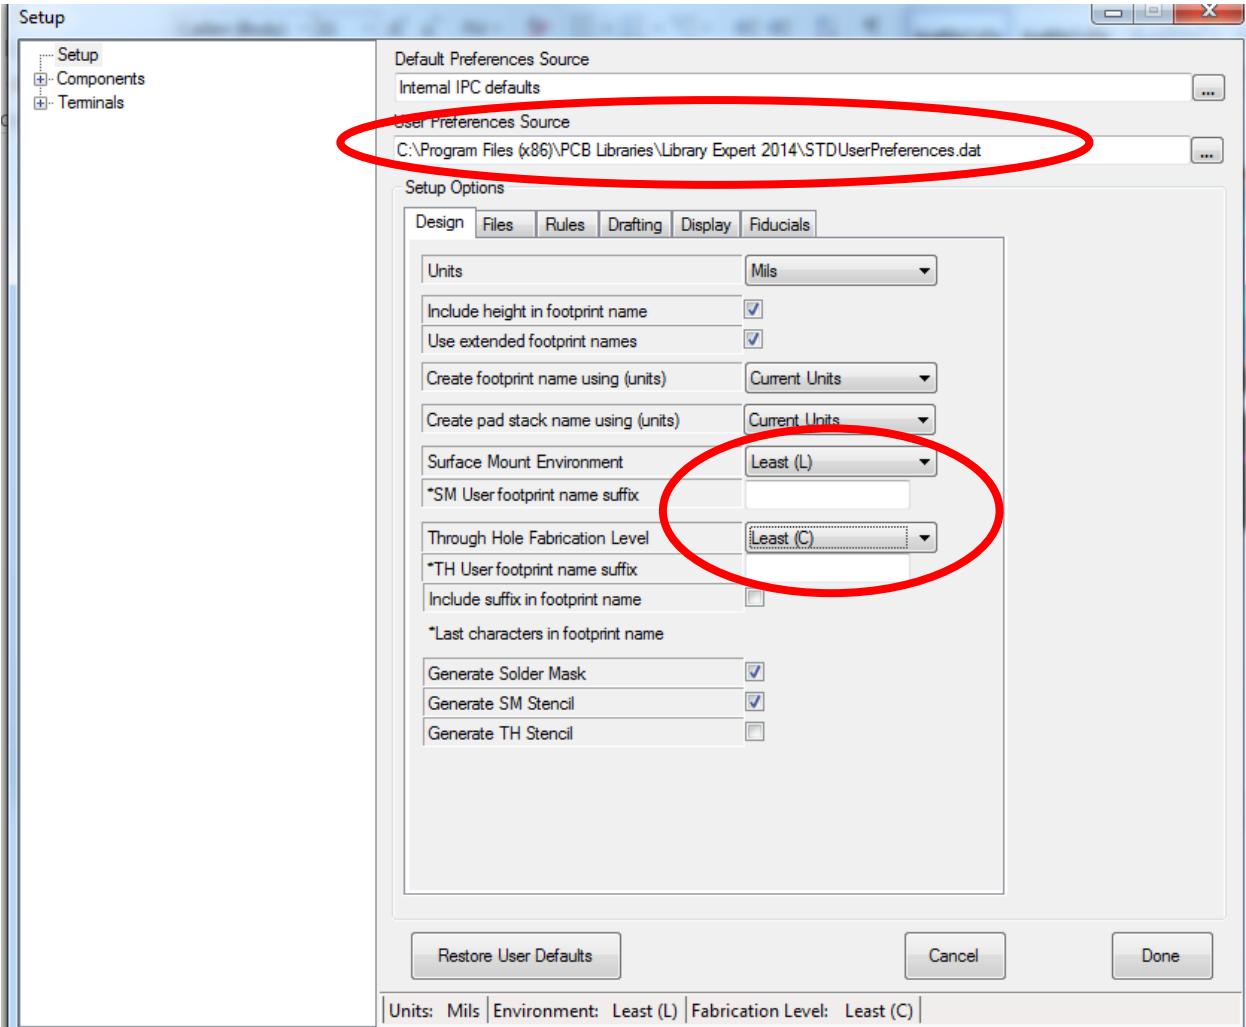 Setup
Setup
Components
Terminals
Default Preferences Source
Internal IPC defaults
...
User Preferences Source
C:\Program Files (x86)\PCB Libraries\Library Expert 2014\STDUserPreferences.dat
...
Setup Options
Design Files Rules Drafting Display Fiducials
Units Mils
Include height in footprint name
Use extended footprint names
Create footprint name using (units) Current Units
Create pad stack name using (units) Current Units
Surface Mount Environment Least (L)
*SM User footprint name suffix
Through Hole Fabrication Level Least (C)
*TH User footprint name suffix
Include suffix in footprint name
*Last characters in footprint name
Generate Solder Mask
Generate SM Stencil
Generate TH Stencil
Restore User Defaults Cancel Done
Units: Mils Environment: Least (L) Fabrication Level: Least (C)